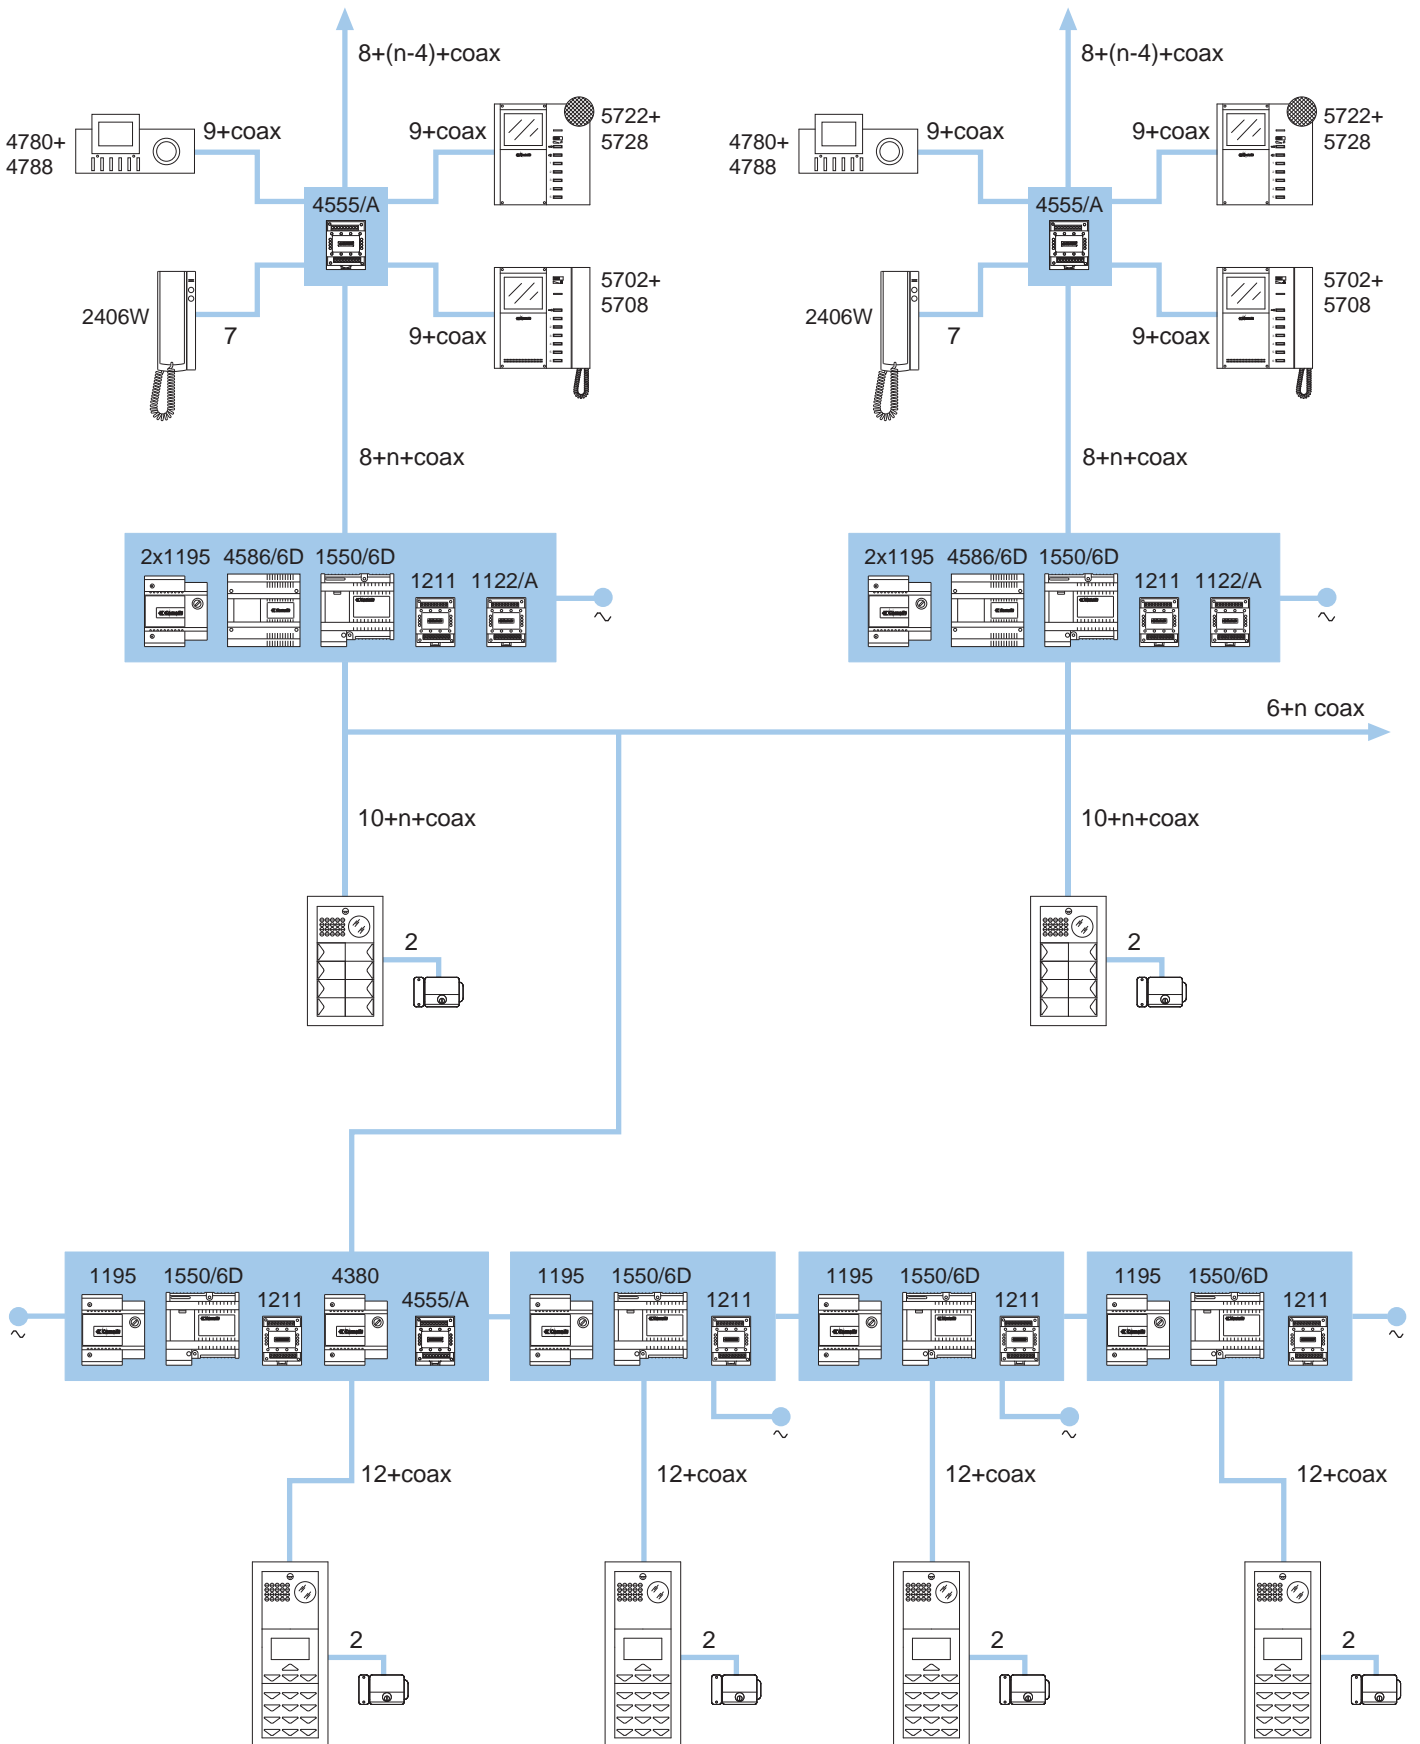 8+(n-4)+coax
8+(n-4)+coax
4780+
4788
9+coax
9+coax
5722+
5728
4780+
4788
9+coax
9+coax
5722+
5728
4555/A
4555/A
2406W
7
9+coax
5702+
5708
2406W
7
9+coax
5702+
5708
8+n+coax
8+n+coax
2x1195
4586/6D
1550/6D
1211
1122/A
~
2x1195
4586/6D
1550/6D
1211
1122/A
~
6+n coax
10+n+coax
10+n+coax
2
2
1195
1550/6D
1211
4380
4555/A
~
1195
1550/6D
1211
~
1195
1550/6D
1211
~
1195
1550/6D
1211
~
12+coax
12+coax
12+coax
12+coax
2
2
2
2